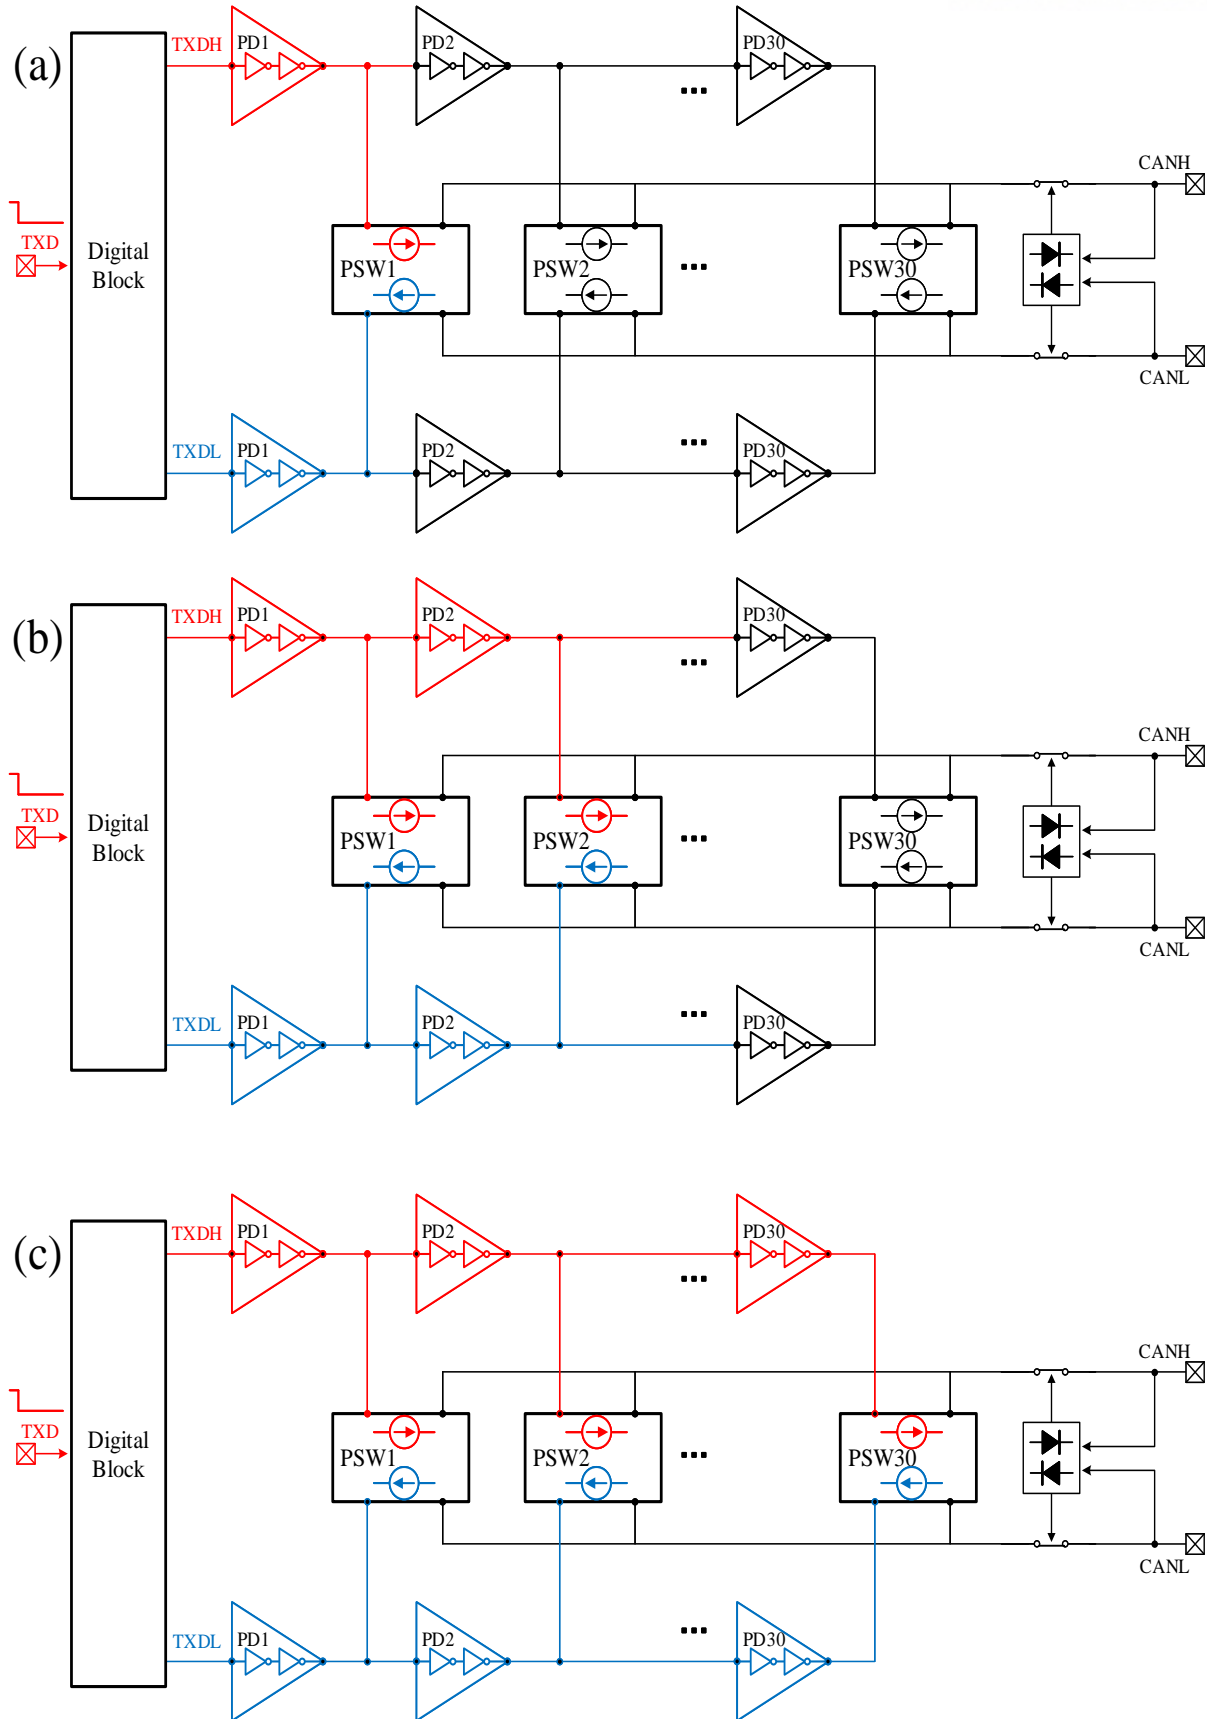 (a)
TXDH
PD1
PD2
PD30
...
CANH
TXD
Digital
Block
PSW1
PSW2
...
PSW30
CANL
TXDL
PD1
PD2
...
PD30
(b)
TXDH
PD1
PD2
PD30
...
CANH
TXD
Digital
Block
PSW1
PSW2
...
PSW30
CANL
TXDL
PD1
PD2
...
PD30
(c)
TXDH
PD1
PD2
PD30
...
CANH
TXD
Digital
Block
PSW1
PSW2
...
PSW30
CANL
TXDL
PD1
PD2
...
PD30